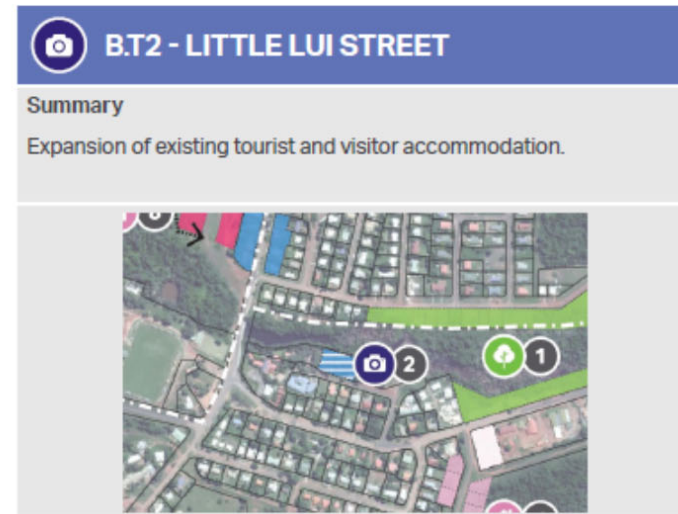 B.T2 - LITTLE LUI STREET
Summary
Expansion of existing tourist and visitor accommodation.
2
1